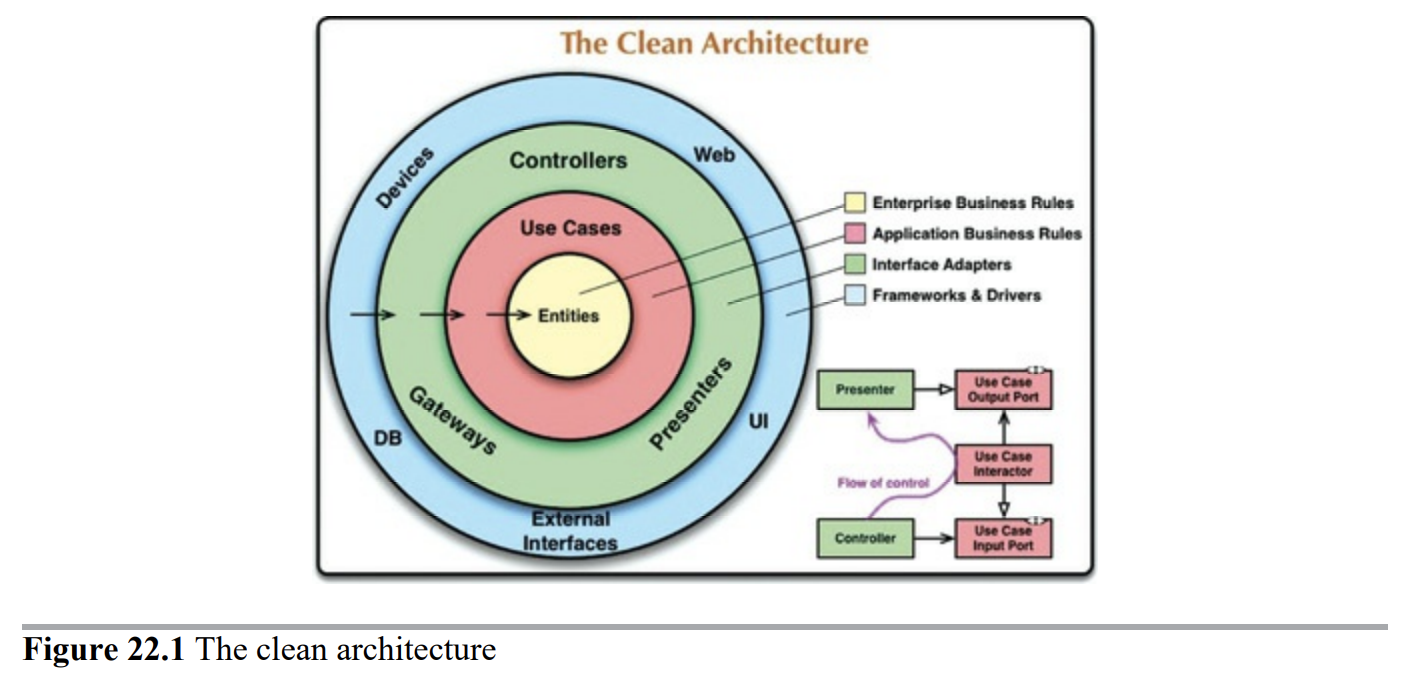 The Clean Architecture
Devices
Web
Controllers
Use Cases
Entities
Gateways
Presenters
DB
UI
External
Interfaces
Enterprise Business Rules
Application Business Rules
Interface Adapters
Frameworks & Drivers
Presenter
Use Case
Output Port
Use Case
Interactor
Flow of control
Controller
Use Case
Input Port
Figure 22.1 The clean architecture